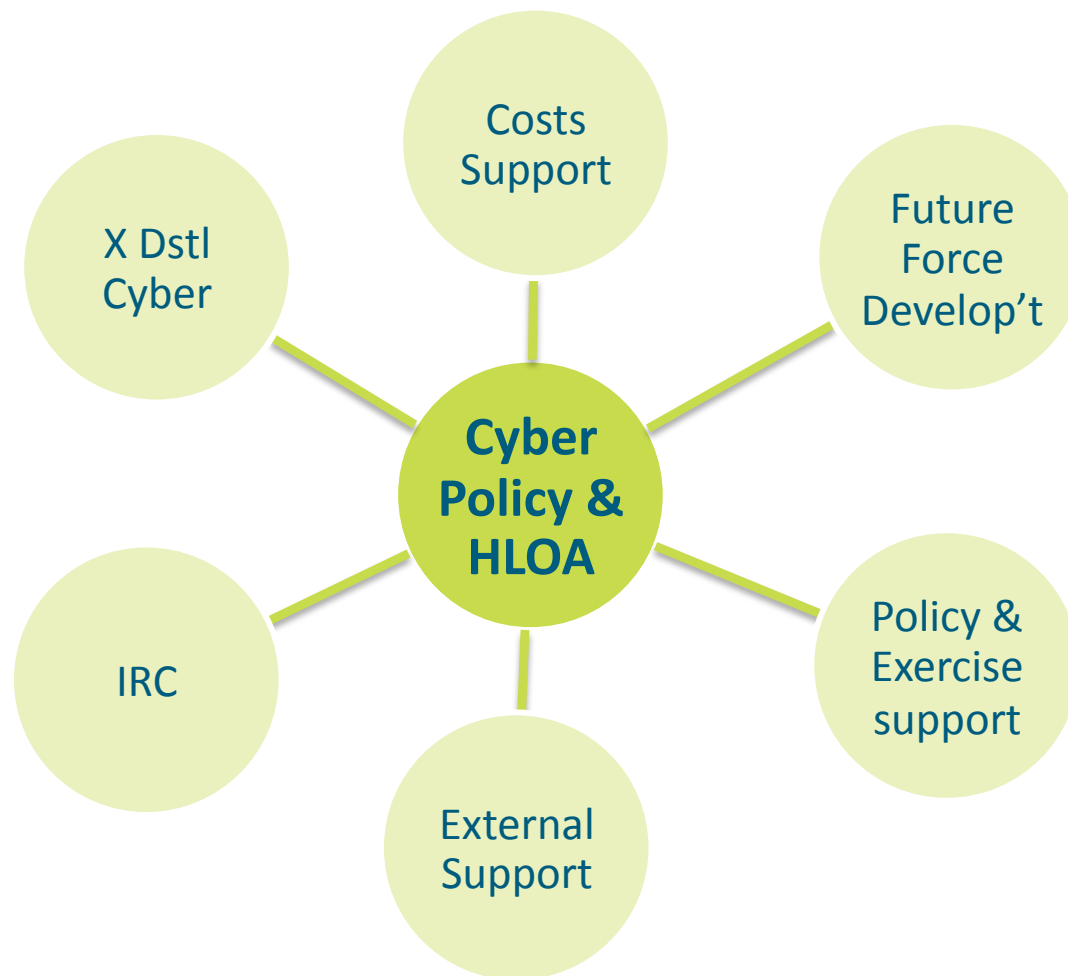 Costs
Support
X Dstl
Cyber
Future
Force
Develop’t
Cyber
Policy &
HLOA
IRC
Policy &
Exercise
support
External
Support